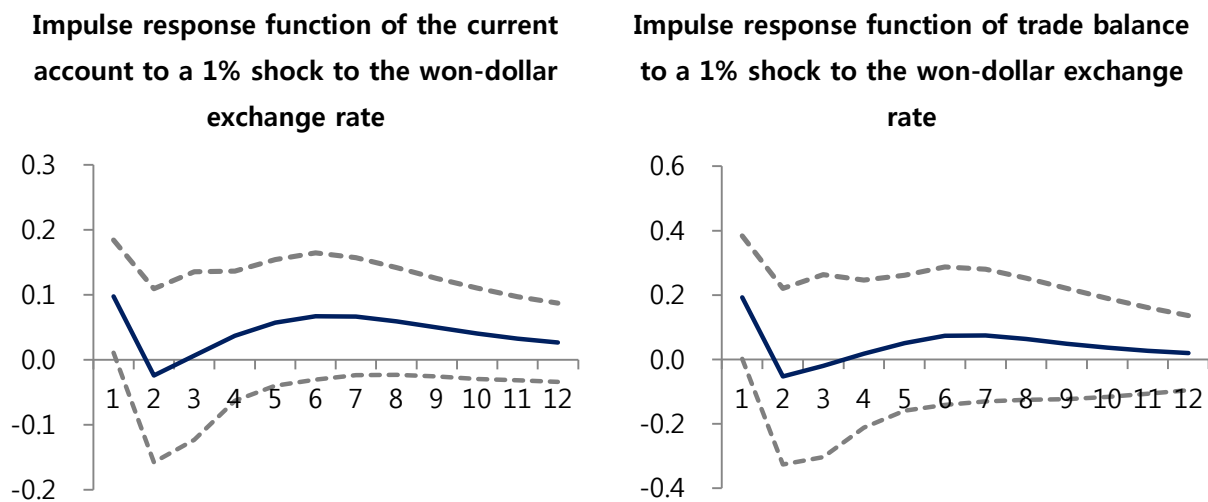 Impulse response function of the current
account to a 1% shock to the won-dollar
exchange rate
0.3
0.2
0.1
0.0
-0.1
-0.2
1 2 3 4 5 6 7 8 9 10 11 12
Impulse response function of trade balance
to a 1% shock to the won-dollar exchange
rate
0.6
0.4
0.2
0.0
-0.2
-0.4
1 2 3 4 5 6 7 8 9 10 11 12